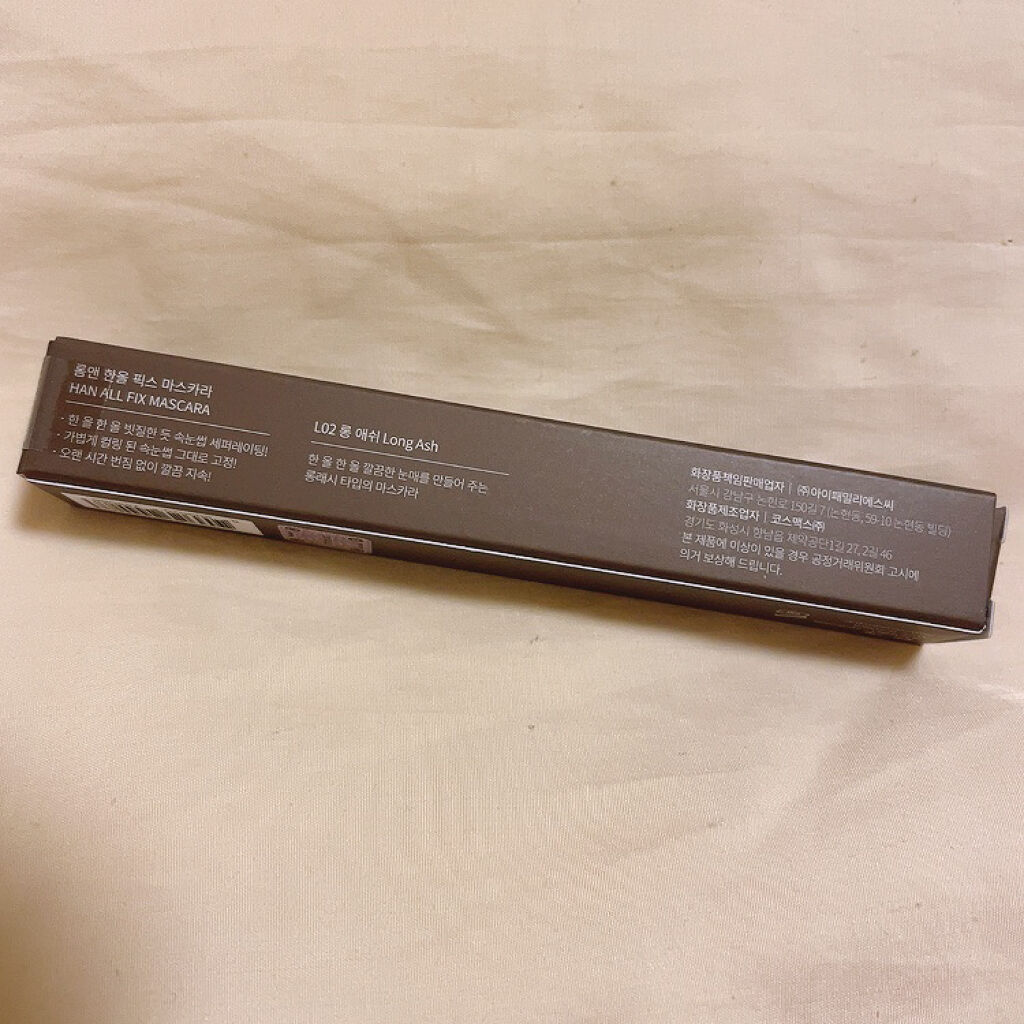 롬앤 한올 픽스 마스카라
HAN ALL FIX MASCARA
· 한 올 한 올 빗질한 듯 속눈썹 세퍼레이팅!
· 가볍게 컬링 된 속눈썹 그대로 고정!
· 오랜 시간 번짐 없이 깔끔 지속!
L02 롱 애쉬 Long Ash
한 올 한 올 깔끔한 눈매를 만들어 주는
롱래시 타입의 마스카라
화장품책임판매업자 | ㈜아이패밀리에스씨
서울시 강남구 논현로 150길 7 (논현동, 59-10 논현동 빌딩)
화장품제조업자 | 코스맥스㈜
경기도 화성시 향남읍 제약공단1길 27, 2길 46
본 제품에 이상이 있을 경우 공정거래위원회 고시에
의거 보상해 드립니다.